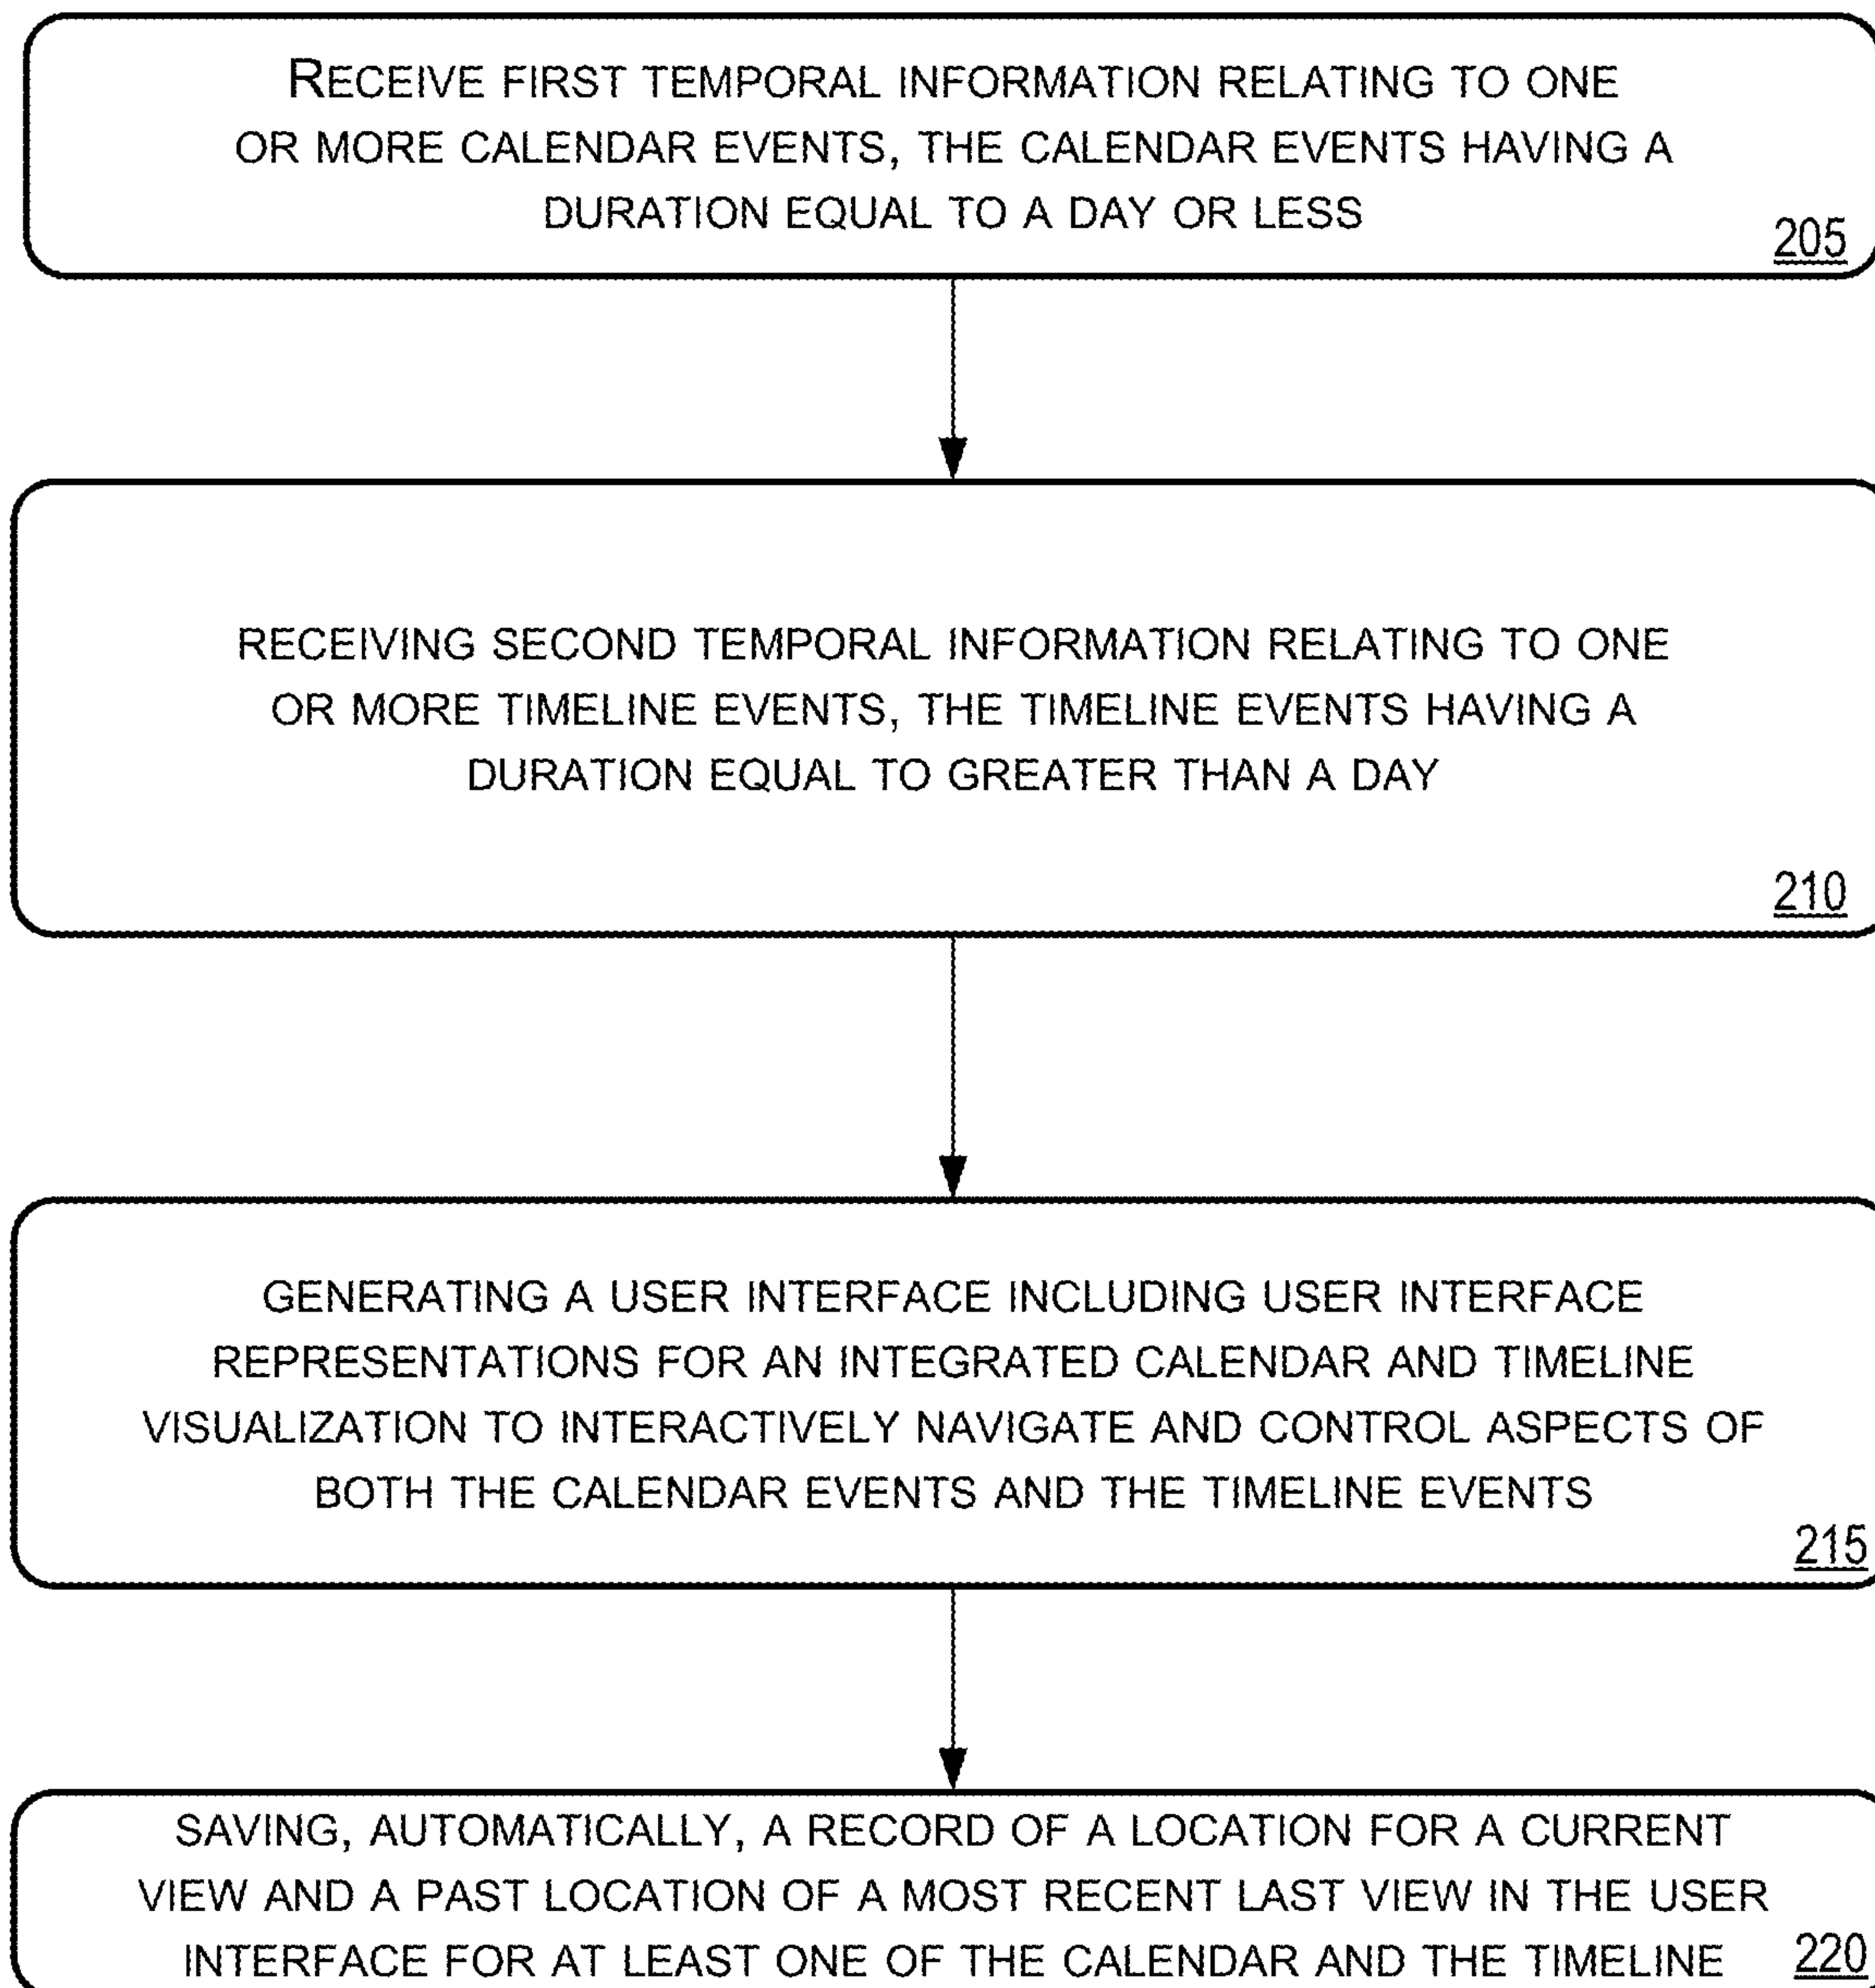 RECEIVE FIRST TEMPORAL INFORMATION RELATING TO ONE
OR MORE CALENDAR EVENTS, THE CALENDAR EVENTS HAVING A
DURATION EQUAL TO A DAY OR LESS
205
RECEIVING SECOND TEMPORAL INFORMATION RELATING TO ONE
OR MORE TIMELINE EVENTS, THE TIMELINE EVENTS HAVING A
DURATION EQUAL TO GREATER THAN A DAY
210
GENERATING A USER INTERFACE INCLUDING USER INTERFACE
REPRESENTATIONS FOR AN INTEGRATED CALENDAR AND TIMELINE
VISUALIZATION TO INTERACTIVELY NAVIGATE AND CONTROL ASPECTS OF
BOTH THE CALENDAR EVENTS AND THE TIMELINE EVENTS
215
SAVING, AUTOMATICALLY, A RECORD OF A LOCATION FOR A CURRENT
VIEW AND A PAST LOCATION OF A MOST RECENT LAST VIEW IN THE USER
INTERFACE FOR AT LEAST ONE OF THE CALENDAR AND THE TIMELINE
220